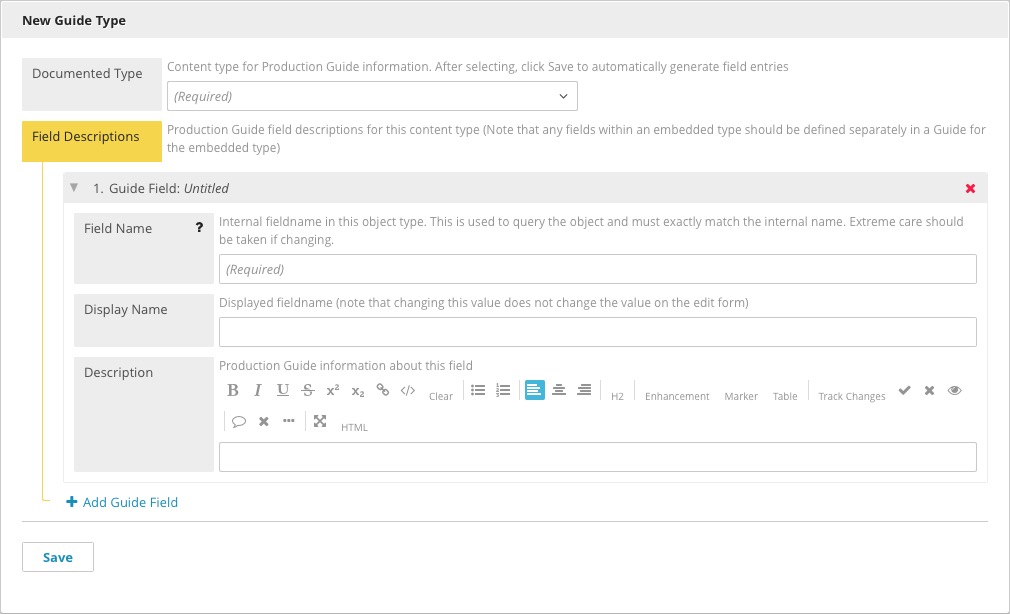 New Guide Type
Documented Type
Content type for Production Guide information. After selecting, click Save to automatically generate field entries
(Required)
Field Descriptions
Production Guide field descriptions for this content type (Note that any fields within an embedded type should be defined separately in a Guide for
the embedded type)
1. Guide Field: Untitled
Field Name ?
Internal fieldname in this object type. This is used to query the object and must exactly match the internal name. Extreme care should
be taken if changing.
(Required)
Display Name
Displayed fieldname (note that changing this value does not change the value on the edit form)
Description
Production Guide information about this field
B I U S x² x₂ </> Clear H2 Enhancement Marker Table Track Changes
HTML
Add Guide Field
Save